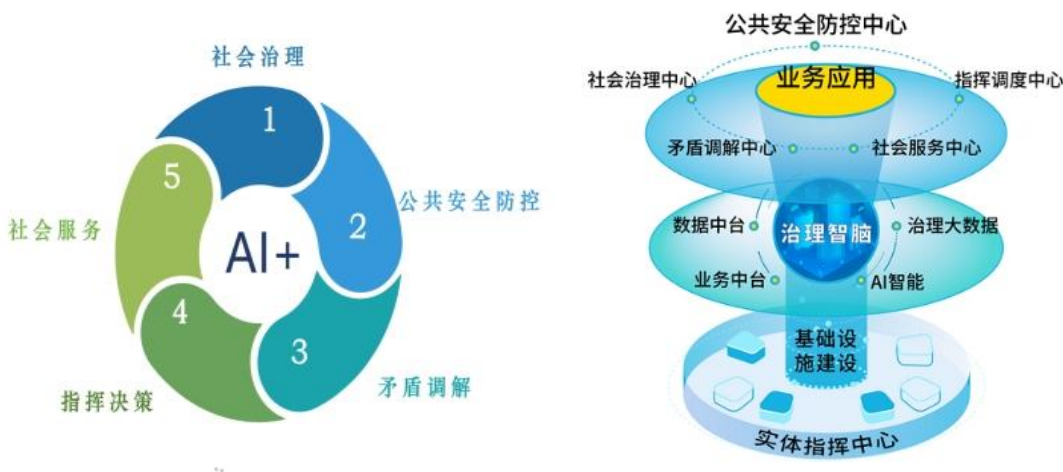 社会治理
1
公共安全防控
2
3
矛盾调解
4
指挥决策
5
社会服务
AI+
公共安全防控中心
社会治理中心
业务应用
指挥调度中心
矛盾调解中心
社会服务中心
数据中台
治理智脑
治理大数据
业务中台
AI智能
基础设
施建设
实体指挥中心